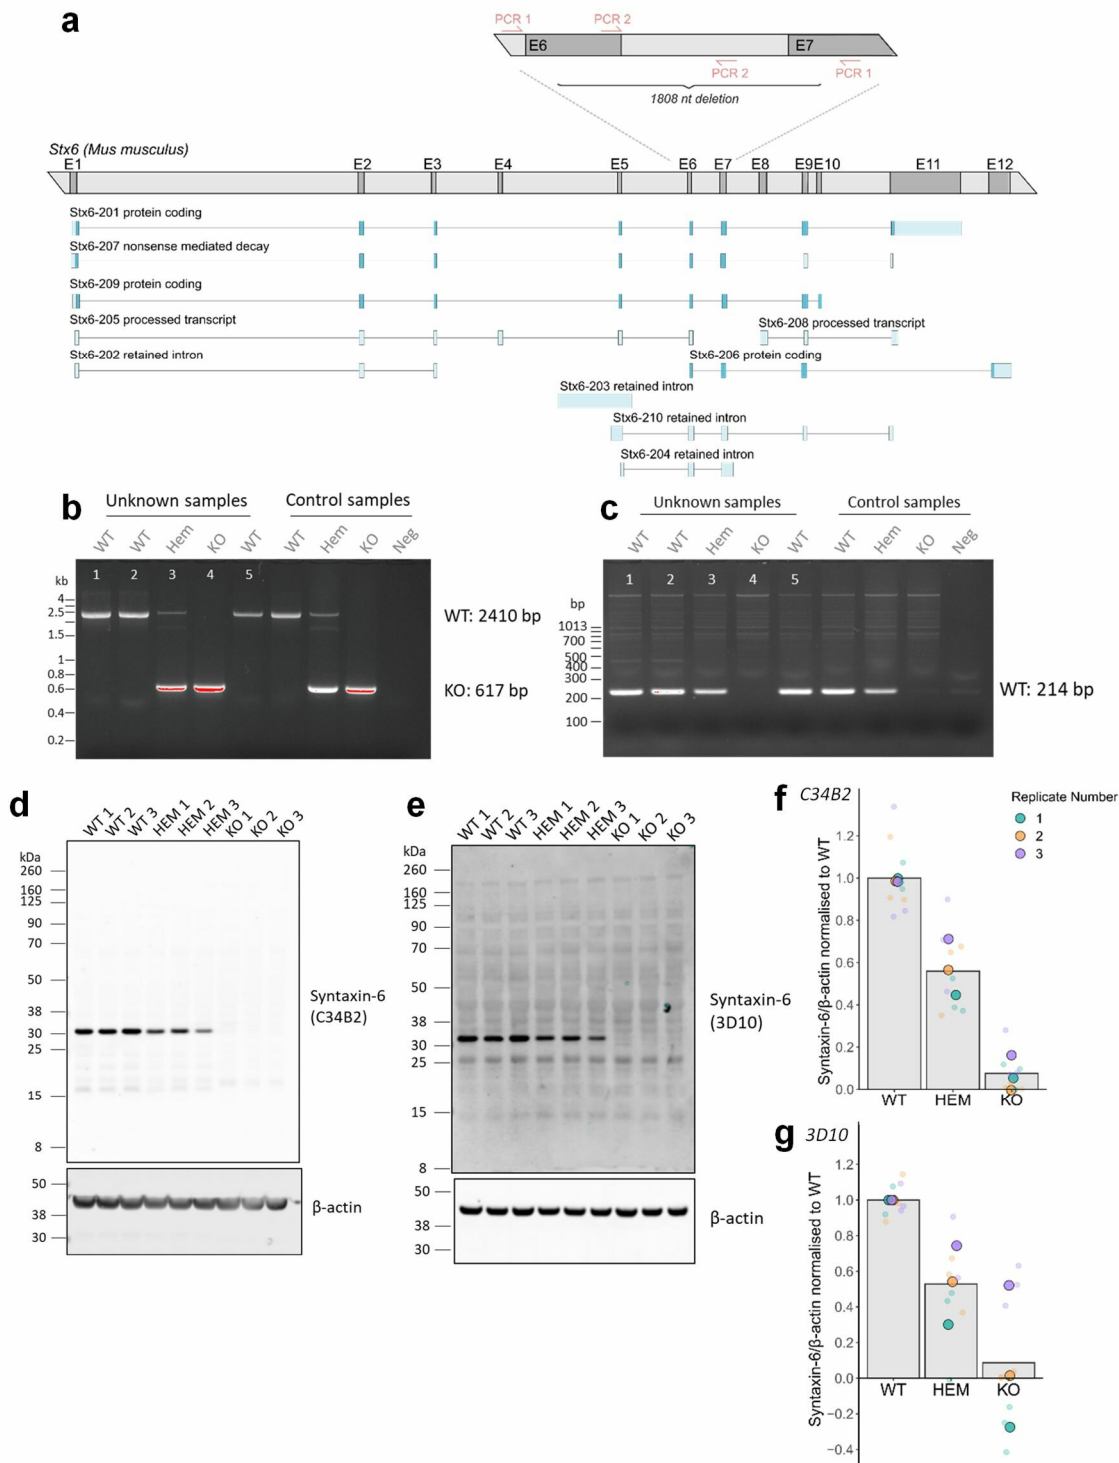 a
PCR 1
PCR 2
E6
E7
PCR 2
PCR 1
1808 nt deletion
Stx6 (Mus musculus)
E1 E2 E3 E4 E5 E6 E7 E8 E9 E10 E11 E12
Stx6-201 protein coding
Stx6-207 nonsense mediated decay
Stx6-209 protein coding
Stx6-205 processed transcript
Stx6-208 processed transcript
Stx6-202 retained intron
Stx6-206 protein coding
Stx6-203 retained intron
Stx6-210 retained intron
Stx6-204 retained intron
b
Unknown samples Control samples
WT WT Hem KO WT WT Hem KO Neg
1 2 3 4 5
kb
4
2.5
1.5
1
0.8
0.6
0.4
0.2
WT: 2410 bp
KO: 617 bp
c
Unknown samples Control samples
WT WT Hem KO WT WT Hem KO Neg
1 2 3 4 5
bp
1013
700
500
400
300
200
100
WT: 214 bp
d
WT 1 WT 2 WT 3 HEM 1 HEM 2 HEM 3 KO 1 KO 2 KO 3
kDa
260
160
125
90
70
50
38
30
25
15
8
Syntaxin-6
(C34B2)
50
38
30
β-actin
e
WT 1 WT 2 WT 3 HEM 1 HEM 2 HEM 3 KO 1 KO 2 KO 3
kDa
260
160
125
90
70
50
38
30
25
15
8
Syntaxin-6
(3D10)
50
38
30
β-actin
f
C34B2
Replicate Number
1
2
3
Syntaxin-6/β-actin normalised to WT
1.2
1.0
0.8
0.6
0.4
0.2
0.0
WT HEM KO
g
3D10
Syntaxin-6/β-actin normalised to WT
1.2
1.0
0.8
0.6
0.4
0.2
0.0
−0.2
−0.4
WT HEM KO